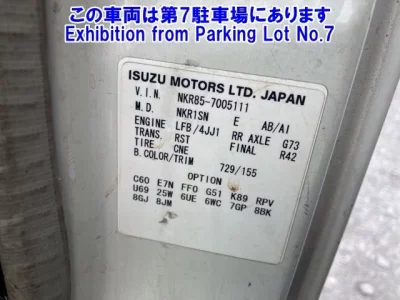 この車両は第7駐車場にあります
Exhibition from Parking Lot No.7
ISUZU MOTORS LTD. JAPAN
V.I.N. NKR85-7005111
M.D. NKR1SN E AB/AI
ENGINE LFB/4JJ1 RR AXLE G73
TRANS. RST FINAL R42
TIRE CNE
B.COLOR/TRIM 729/155
OPTION
C60 E7N FF0 G51 K89 RPV
U69 25W 6UE 6WC 7GP 8BK
8GJ 8JM